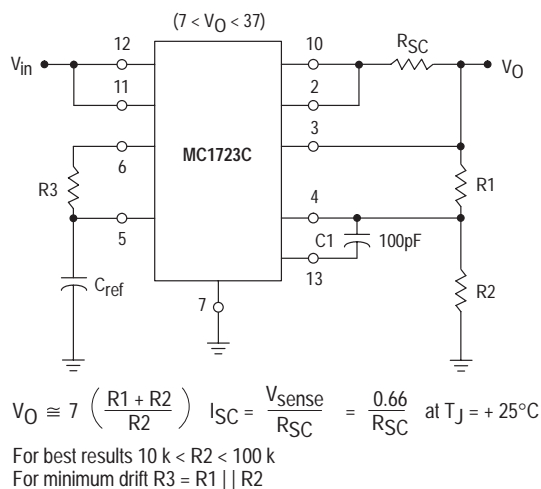 (7 < VO < 37)
12
10
RSC
Vin
VO
11
2
3
MC1723C
6
R3
R1
4
5
C1
100pF
13
Cref
R2
7
VO ≅ 7 ( R1 + R2 / R2 ) ISC = Vsense / RSC = 0.66 / RSC at TJ = + 25°C
For best results 10 k < R2 < 100 k
For minimum drift R3 = R1 | | R2